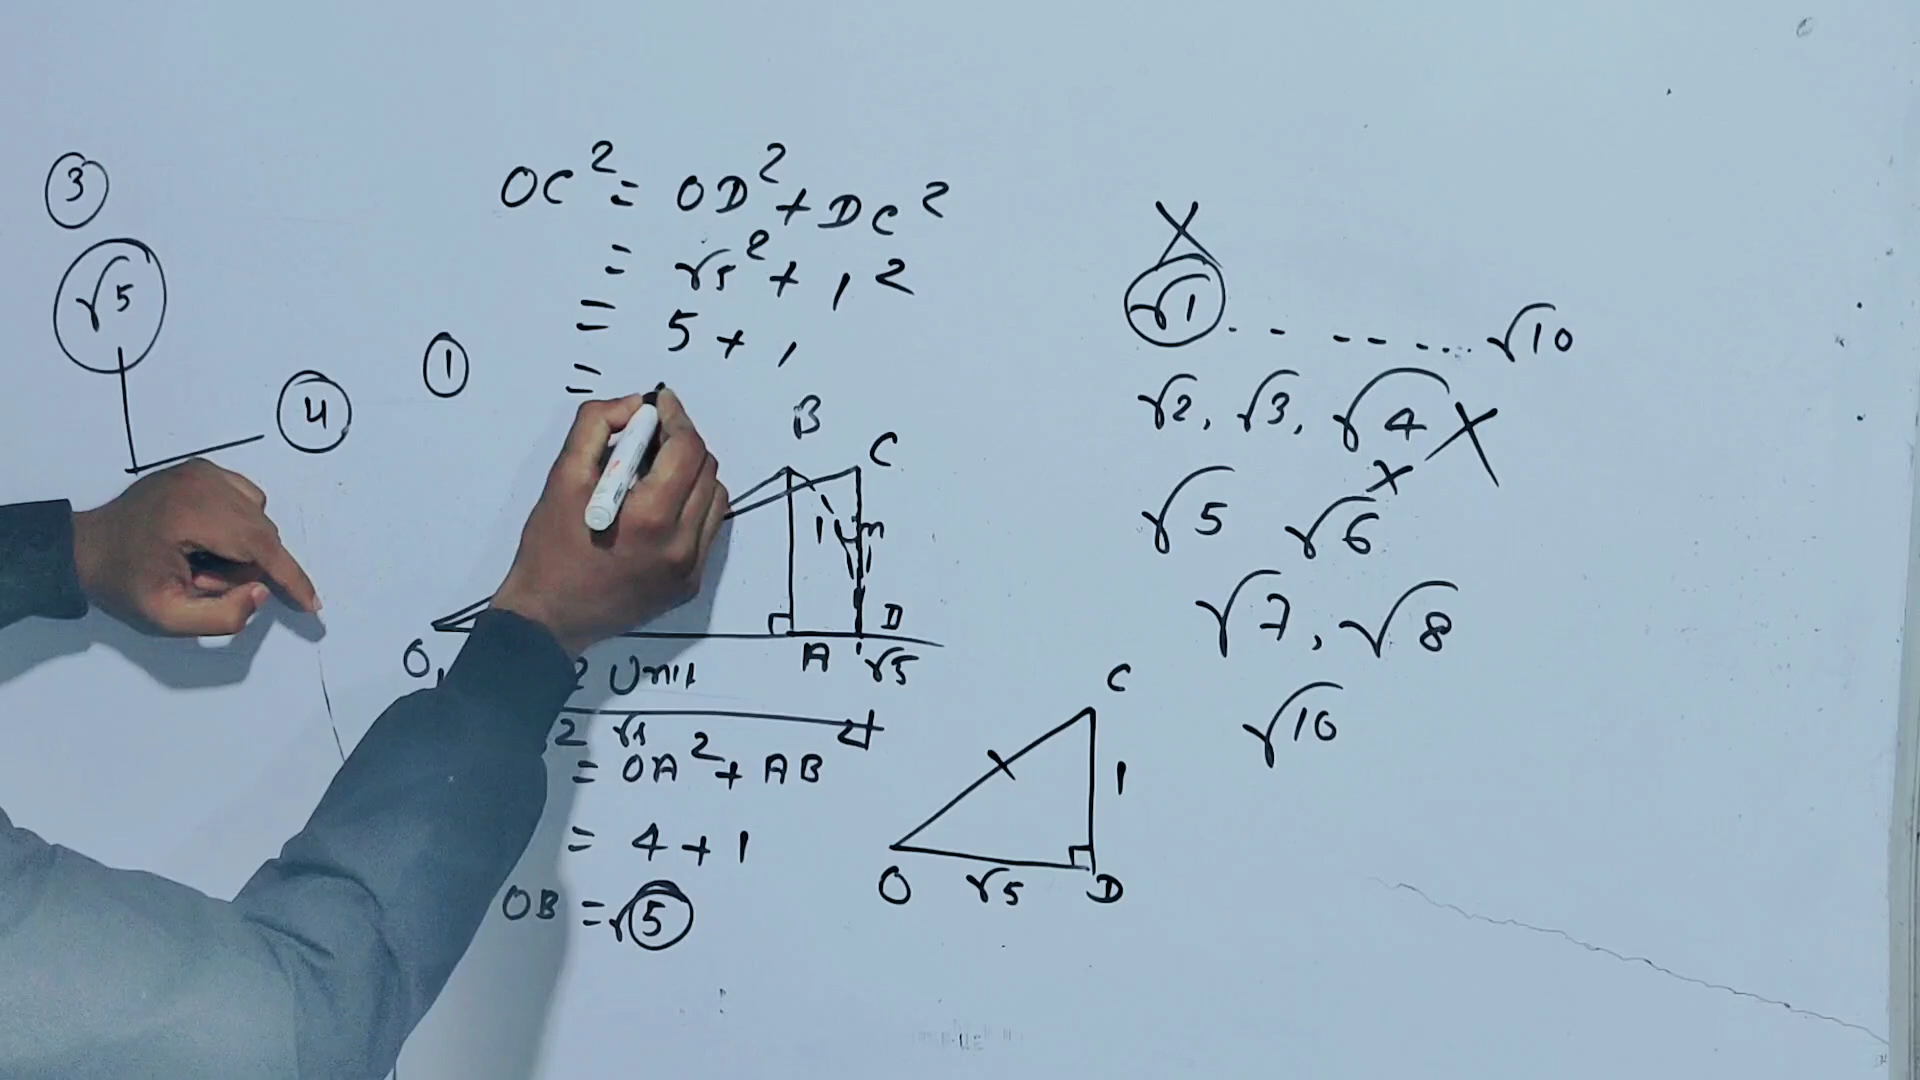 3
√5
4
1
OC² = OD² + DC²
= √5² + 1²
= 5 + 1
=
B
C
1
D
O
A
√5
2 Unit
2
= OA² + AB
= 4 + 1
OB = √5
C
1
O √5 D
X
√1 . - - - - - ... √10
√2, √3, √4 X
X
√5 √6
√7, √8
√10